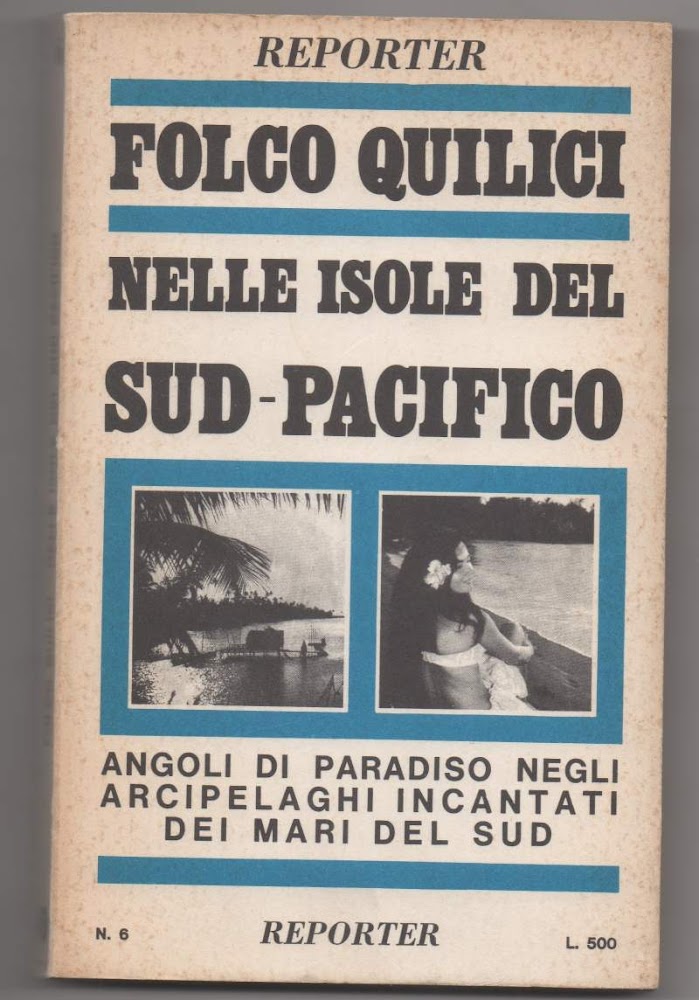 REPORTER
FOLCO QUILICI
NELLE ISOLE DEL
SUD-PACIFICO
ANGOLI DI PARADISO NEGLI
ARCIPELAGHI INCANTATI
DEI MARI DEL SUD
N. 6
REPORTER
L. 500